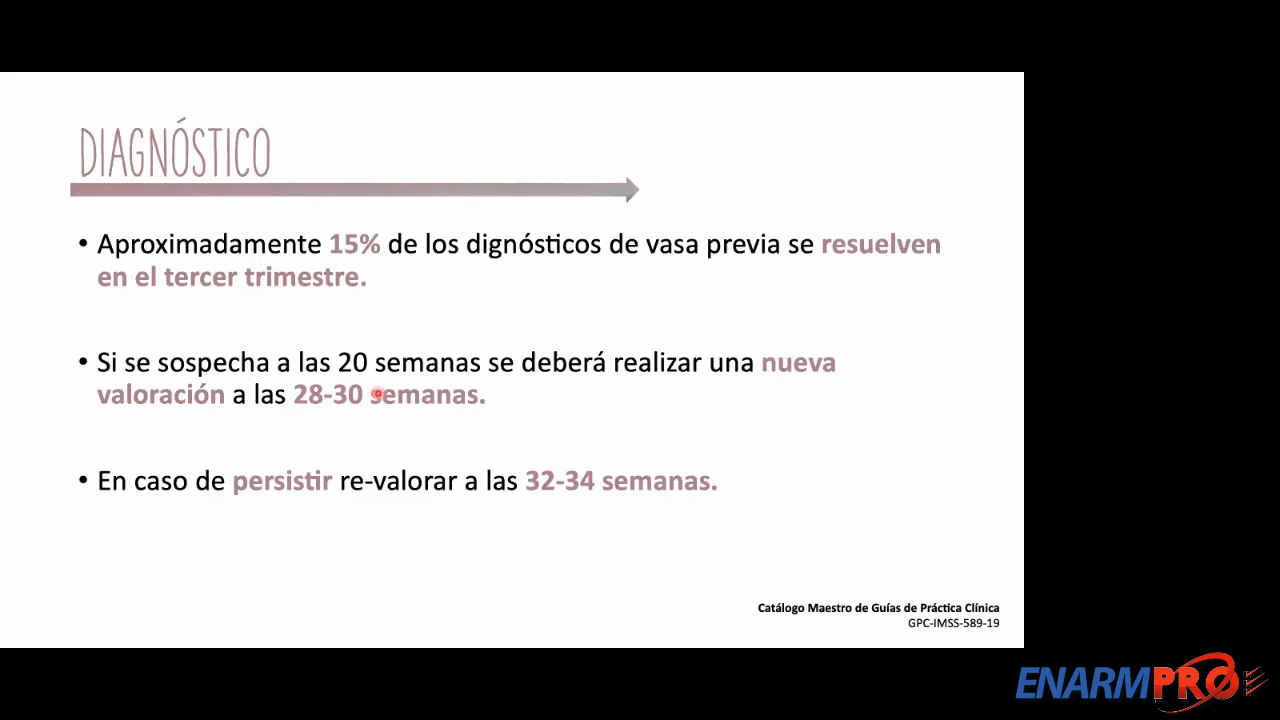 DIAGNÓSTICO
• Aproximadamente 15% de los dignósticos de vasa previa se resuelven
en el tercer trimestre.
• Si se sospecha a las 20 semanas se deberá realizar una nueva
valoración a las 28-30 semanas.
• En caso de persistir re-valorar a las 32-34 semanas.
Catálogo Maestro de Guías de Práctica Clínica
GPC-IMSS-589-19
ENARMPRO